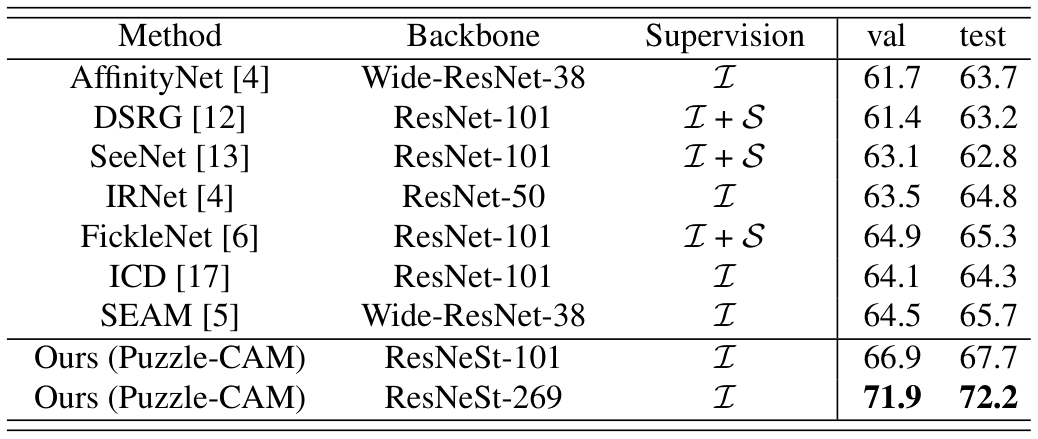 Method Backbone Supervision val test
AffinityNet [4] Wide-ResNet-38 ℐ 61.7 63.7
DSRG [12] ResNet-101 ℐ + 𝒮 61.4 63.2
SeeNet [13] ResNet-101 ℐ + 𝒮 63.1 62.8
IRNet [4] ResNet-50 ℐ 63.5 64.8
FickleNet [6] ResNet-101 ℐ + 𝒮 64.9 65.3
ICD [17] ResNet-101 ℐ 64.1 64.3
SEAM [5] Wide-ResNet-38 ℐ 64.5 65.7
Ours (Puzzle-CAM) ResNeSt-101 ℐ 66.9 67.7
Ours (Puzzle-CAM) ResNeSt-269 ℐ 71.9 72.2